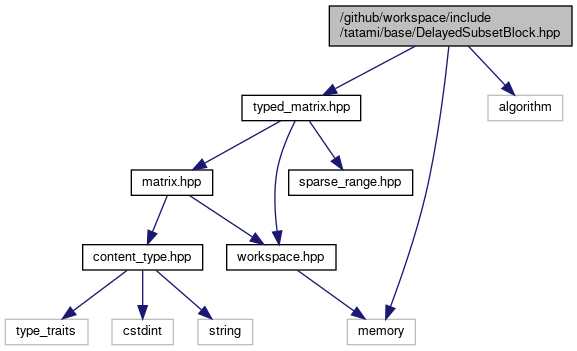 /github/workspace/include
/tatami/base/DelayedSubsetBlock.hpp
typed_matrix.hpp
algorithm
matrix.hpp
sparse_range.hpp
content_type.hpp
workspace.hpp
type_traits
cstdint
string
memory